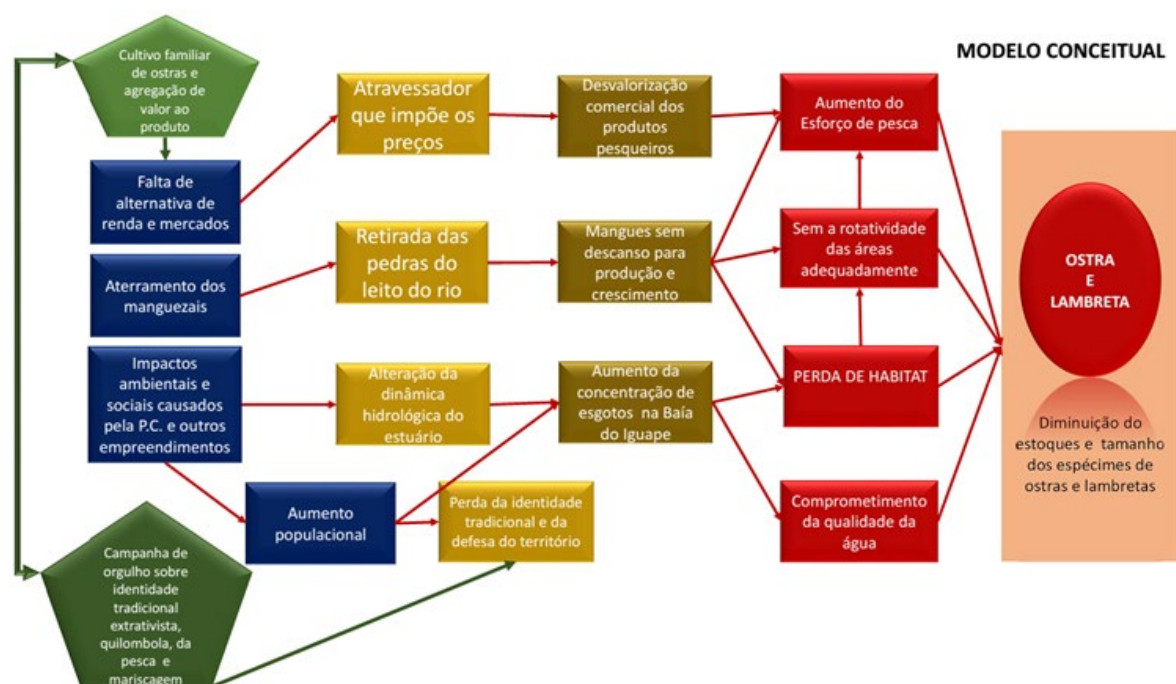 MODELO CONCEITUAL
Cultivo familiar
de ostras e
agregação de
valor ao
produto
Atravessador
que impõe os
preços
Desvalorização
comercial dos
produtos
pesqueiros
Aumento do
Esforço de pesca
Falta de
alternativa de
renda e mercados
Retirada das
pedras do
leito do rio
Mangues sem
descanso para
produção e
crescimento
Sem a rotatividade
das áreas
adequadamente
OSTRA
E
LAMBRETA
Aterramento dos
manguezais
Impactos
ambientais e
sociais causados
pela P.C. e outros
empreendimentos
Alteração da
dinâmica
hidrológica do
estuário
Aumento da
concentração de
esgotos na Baía
do Iguape
PERDA DE HABITAT
Diminuição do
estoques e tamanho
dos espécimes de
ostras e lambretas
Aumento
populacional
Perda da identidade
tradicional e da
defesa do território
Comprometimento
da qualidade da
água
Campanha de
orgulho sobre
identidade
tradicional
extrativista,
quilombola, da
pesca e
mariscagem